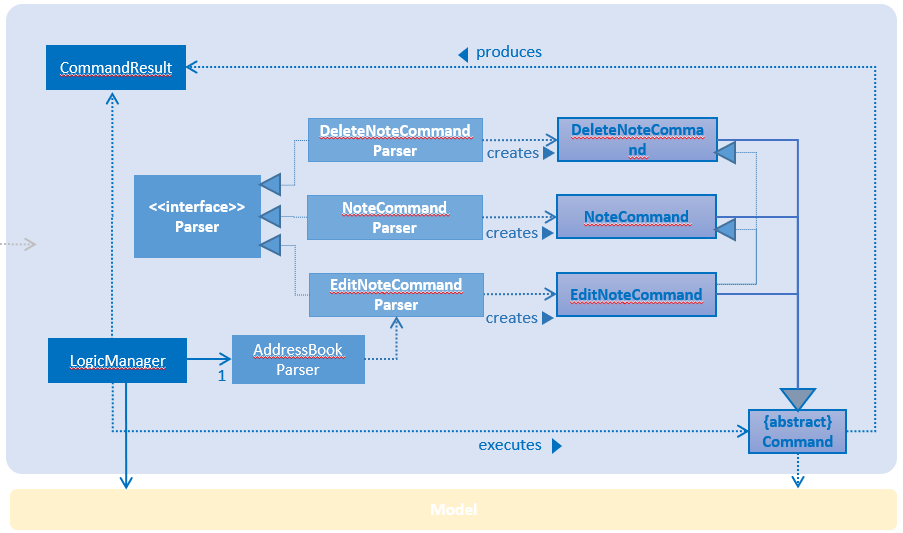 produces
CommandResult
DeleteNoteCommand
Parser
creates
DeleteNoteComma
nd
<<interface>>
Parser
NoteCommand
Parser
creates
NoteCommand
EditNoteCommand
Parser
creates
EditNoteCommand
LogicManager
1
AddressBook
Parser
executes
{abstract}
Command
Model